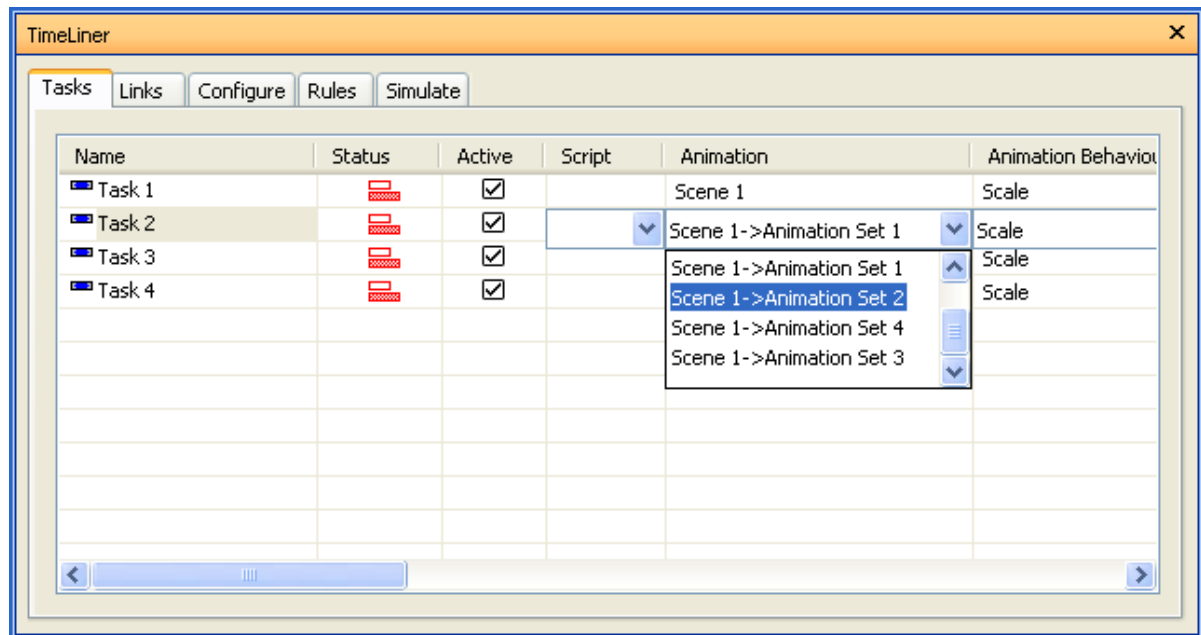 TimeLiner
Tasks Links Configure Rules Simulate
Name Status Active Script Animation Animation Behaviou
Task 1 Scene 1 Scale
Task 2 Scene 1->Animation Set 1 Scale
Task 3 Scene 1->Animation Set 1 Scale
Scene 1->Animation Set 2
Task 4 Scale
Scene 1->Animation Set 4
Scene 1->Animation Set 3